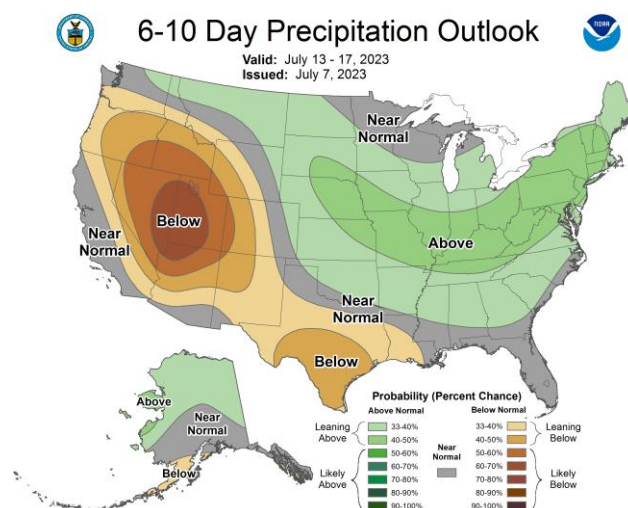 6-10 Day Precipitation Outlook
NOAA
Valid: July 13 - 17, 2023
Issued: July 7, 2023
Near
Normal
Below
Near
Normal
Above
Near
Normal
Below
Above
Near
Normal
Below
Probability (Percent Chance)
Above Normal
Below Normal
Leaning
Above
33-40%
40-50%
50-60%
60-70%
70-80%
80-90%
90-100%
Likely
Above
Near
Normal
33-40%
40-50%
50-60%
60-70%
70-80%
80-90%
90-100%
Leaning
Below
Likely
Below